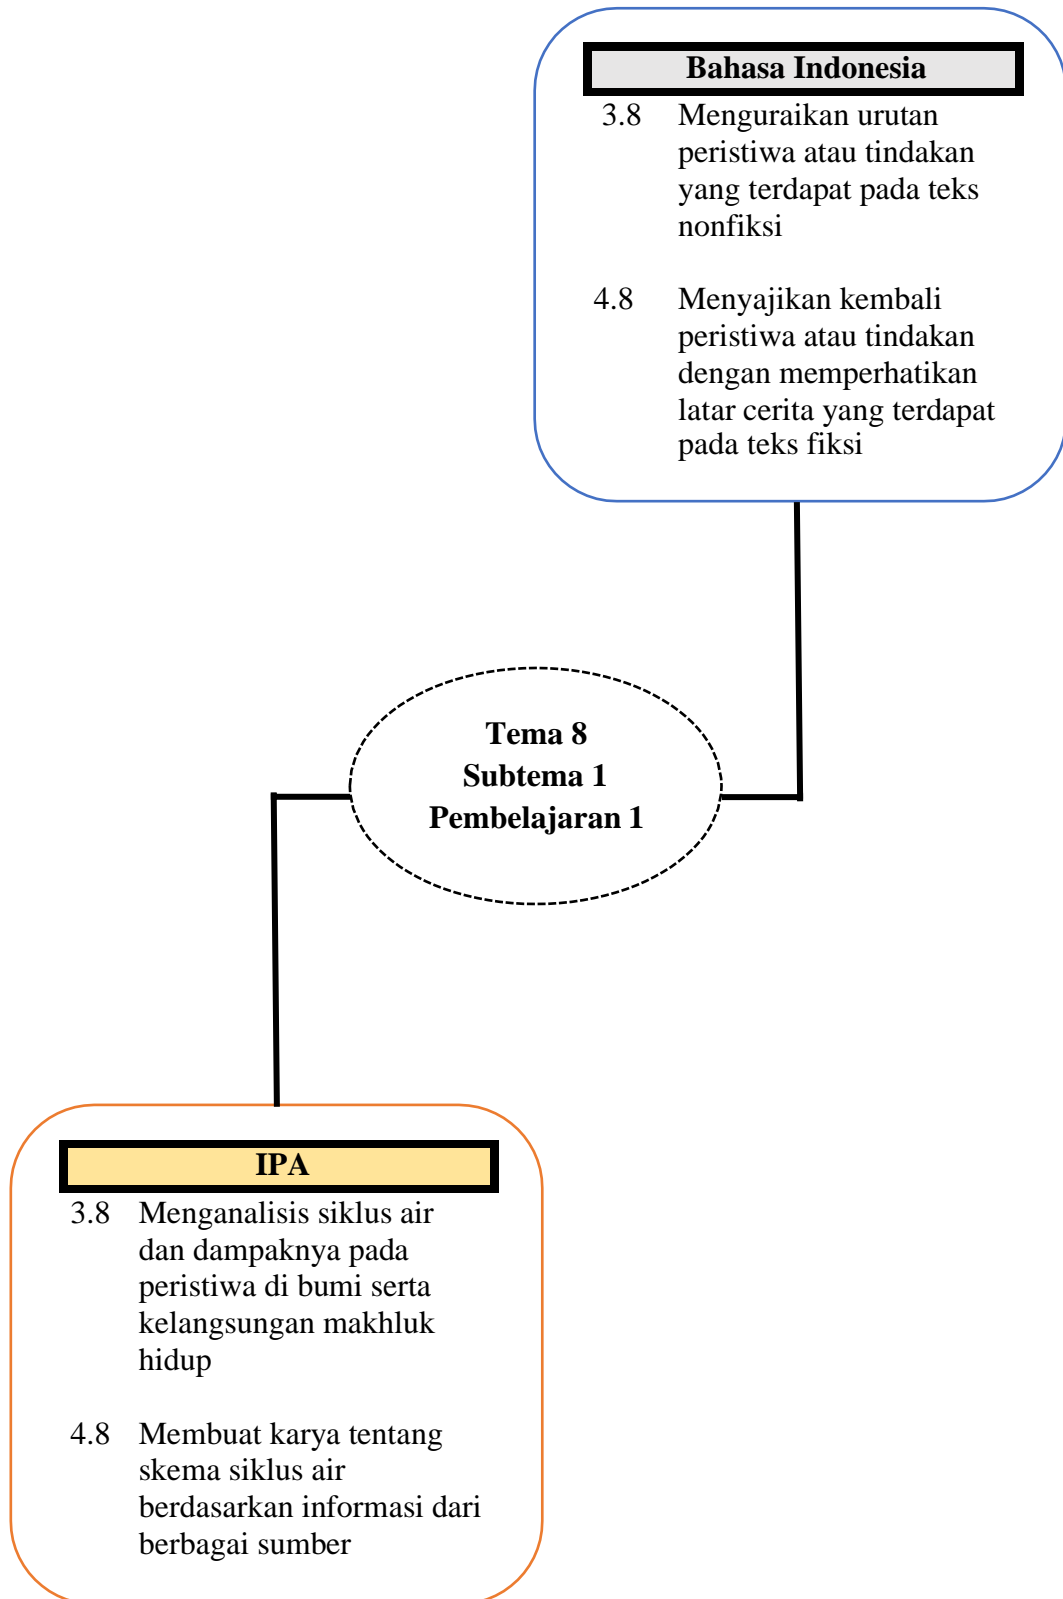 Bahasa Indonesia
3.8 Menguraikan urutan
peristiwa atau tindakan
yang terdapat pada teks
nonfiksi
4.8 Menyajikan kembali
peristiwa atau tindakan
dengan memperhatikan
latar cerita yang terdapat
pada teks fiksi
Tema 8
Subtema 1
Pembelajaran 1
IPA
3.8 Menganalisis siklus air
dan dampaknya pada
peristiwa di bumi serta
kelangsungan makhluk
hidup
4.8 Membuat karya tentang
skema siklus air
berdasarkan informasi dari
berbagai sumber